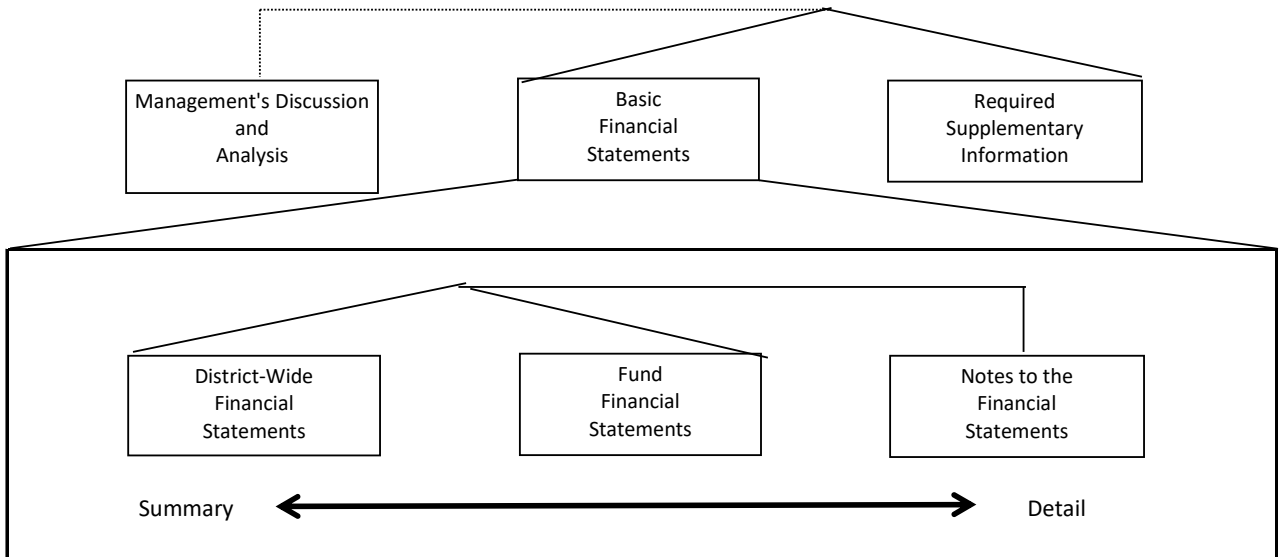 Management's Discussion
and
Analysis
Basic
Financial
Statements
Required
Supplementary
Information
District-Wide
Financial
Statements
Fund
Financial
Statements
Notes to the
Financial
Statements
Summary
Detail